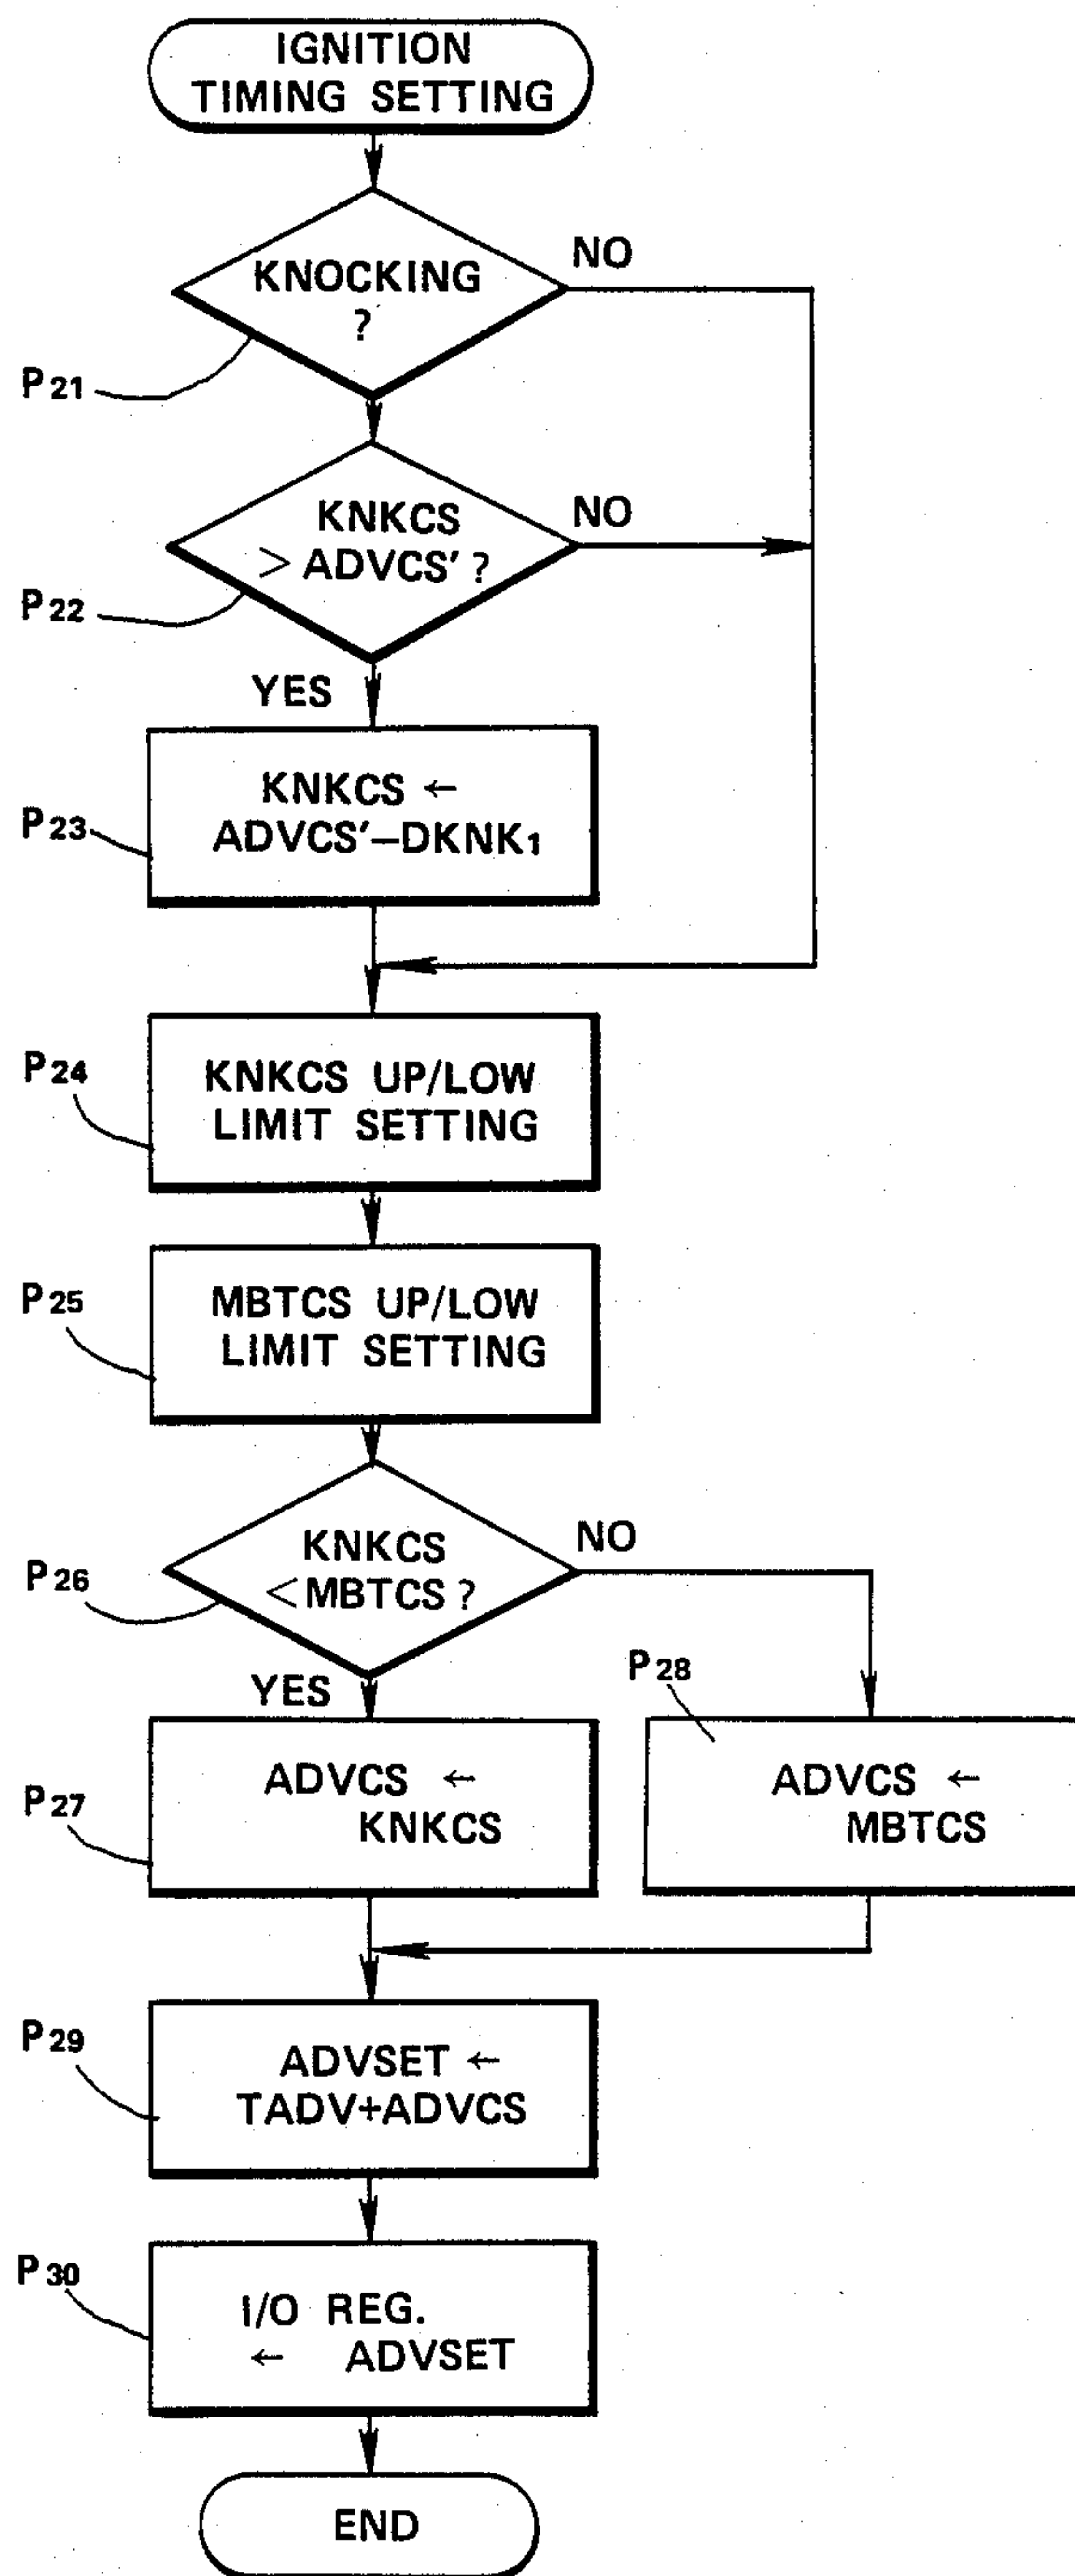 IGNITION
TIMING SETTING
KNOCKING
?
NO
P21
KNKCS
> ADVCS' ?
NO
P22
YES
KNKCS ←
ADVCS'–DKNK1
P23
P24
KNKCS UP/LOW
LIMIT SETTING
P25
MBTCS UP/LOW
LIMIT SETTING
KNKCS
< MBTCS ?
NO
P26
YES
P28
ADVCS ←
KNKCS
P27
ADVCS ←
MBTCS
P29
ADVSET ←
TADV+ADVCS
P30
I/O REG.
← ADVSET
END